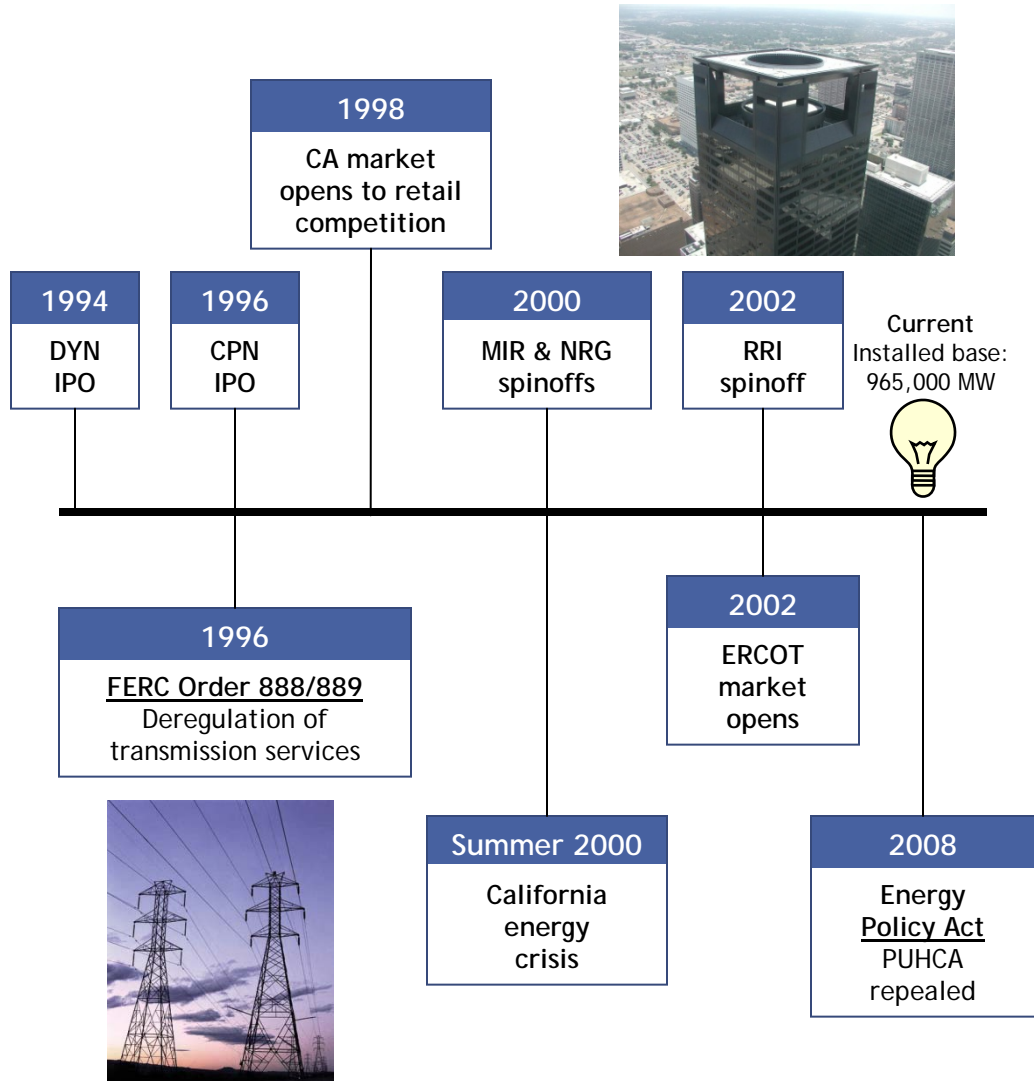 1998
CA market
opens to retail
competition
1994
DYN
IPO
1996
CPN
IPO
2000
MIR & NRG
spinoffs
2002
RRI
spinoff
Current
Installed base:
965,000 MW
1996
FERC Order 888/889
Deregulation of
transmission services
2002
ERCOT
market
opens
Summer 2000
California
energy
crisis
2008
Energy
Policy Act
PUHCA
repealed